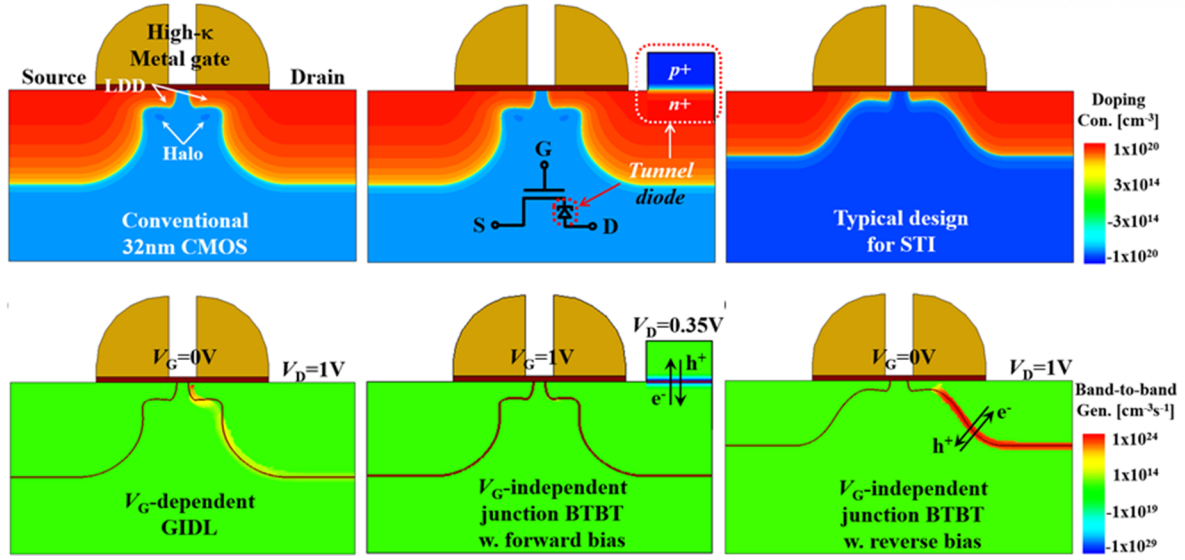 High-κ
Metal gate
Source
Drain
LDD
Halo
Conventional
32nm CMOS
p+
n+
Tunnel
diode
G
S
D
Typical design
for STI
Doping
Con. [cm-3]
1x10²⁰
3x10¹⁴
-3x10¹⁴
-1x10²⁰
VG=0V
VD=1V
VG-dependent
GIDL
VG=1V
VD=0.35V
h+
e-
VG-independent
junction BTBT
w. forward bias
VG=0V
VD=1V
e-
h+
VG-independent
junction BTBT
w. reverse bias
Band-to-band
Gen. [cm-3s-1]
1x10²⁴
1x10¹⁴
-1x10¹⁹
-1x10²⁹